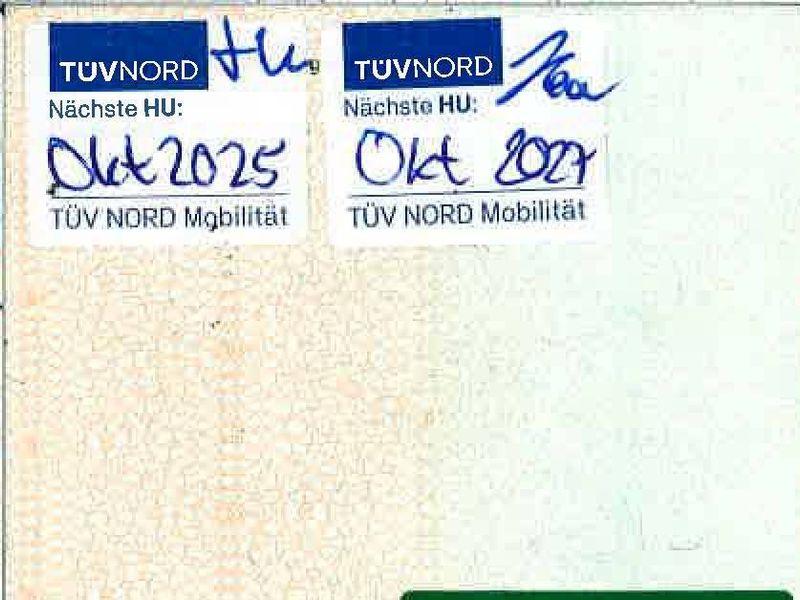 TÜVNORD
Nächste HU:
Okt 2025
TÜV NORD Mobilität
TÜVNORD
Nächste HU:
Okt 2027
TÜV NORD Mobilität